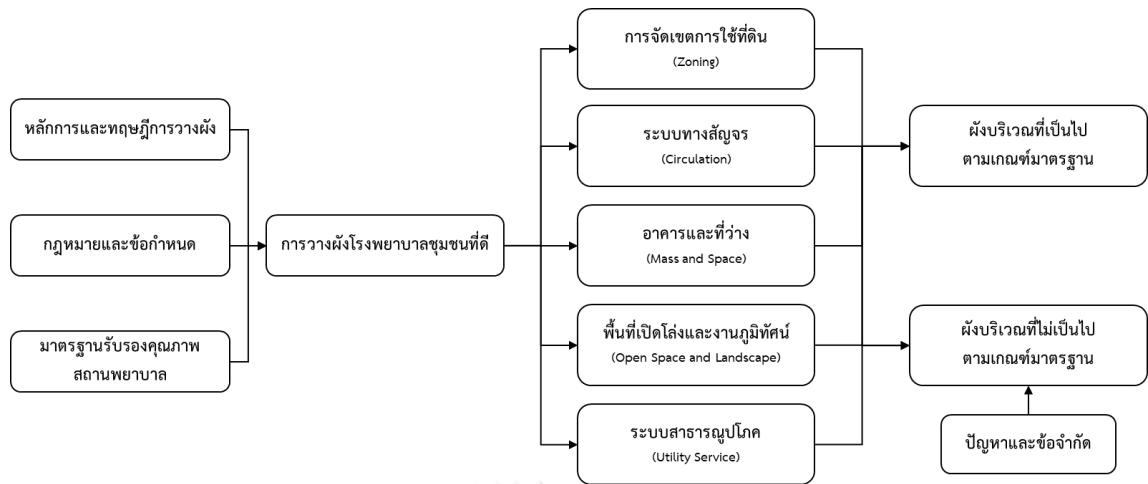 หลักการและทฤษฎีการวางผัง
กฎหมายและข้อกำหนด
มาตรฐานรับรองคุณภาพ
สถานพยาบาล
การวางผังโรงพยาบาลชุมชนที่ดี
การจัดเขตการใช้ที่ดิน
(Zoning)
ระบบทางสัญจร
(Circulation)
อาคารและที่ว่าง
(Mass and Space)
พื้นที่เปิดโล่งและงานภูมิทัศน์
(Open Space and Landscape)
ระบบสาธารณูปโภค
(Utility Service)
ผังบริเวณที่เป็นไป
ตามเกณฑ์มาตรฐาน
ผังบริเวณที่ไม่เป็นไป
ตามเกณฑ์มาตรฐาน
ปัญหาและข้อจำกัด